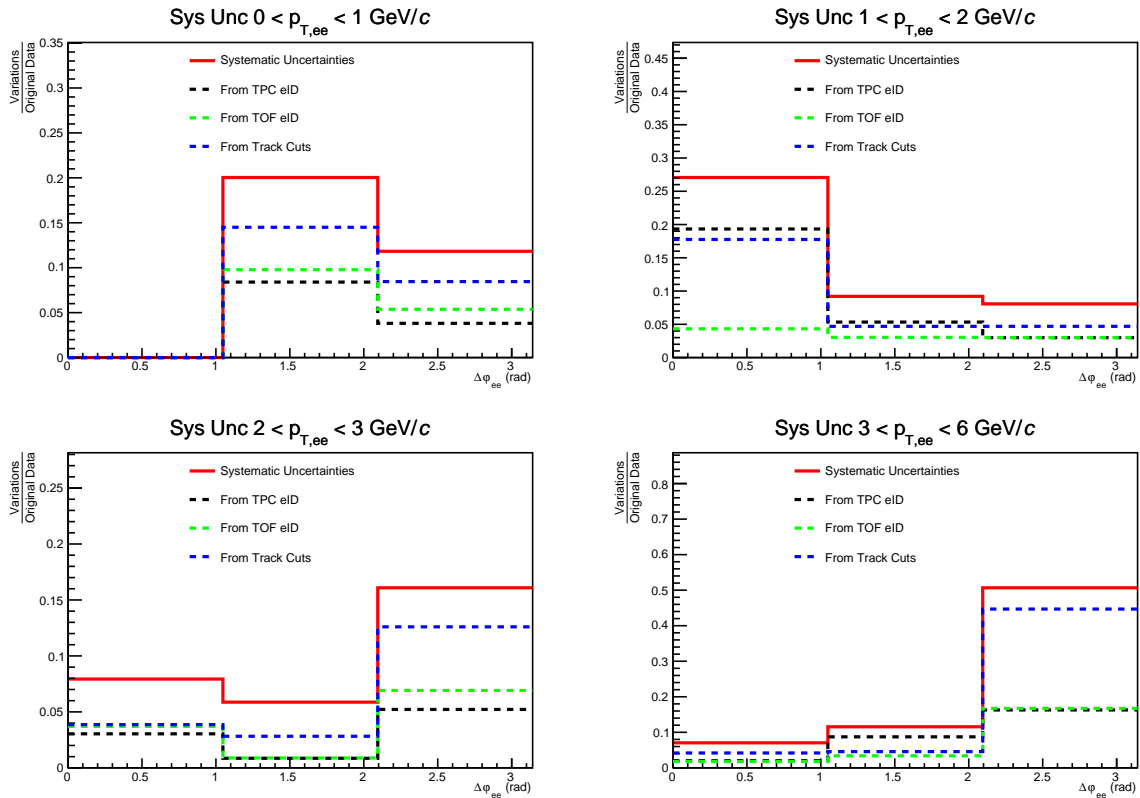 Sys Unc 0 < p_T,ee < 1 GeV/c
Variations
Original Data
0.35
0.3
0.25
0.2
0.15
0.1
0.05
0
Systematic Uncertainties
From TPC eID
From TOF eID
From Track Cuts
0 0.5 1 1.5 2 2.5 3
Δφ_ee (rad)
Sys Unc 1 < p_T,ee < 2 GeV/c
Variations
Original Data
0.45
0.4
0.35
0.3
0.25
0.2
0.15
0.1
0.05
0
Systematic Uncertainties
From TPC eID
From TOF eID
From Track Cuts
0 0.5 1 1.5 2 2.5 3
Δφ_ee (rad)
Sys Unc 2 < p_T,ee < 3 GeV/c
Variations
Original Data
0.25
0.2
0.15
0.1
0.05
0
Systematic Uncertainties
From TPC eID
From TOF eID
From Track Cuts
0 0.5 1 1.5 2 2.5 3
Δφ_ee (rad)
Sys Unc 3 < p_T,ee < 6 GeV/c
Variations
Original Data
0.8
0.7
0.6
0.5
0.4
0.3
0.2
0.1
0
Systematic Uncertainties
From TPC eID
From TOF eID
From Track Cuts
0 0.5 1 1.5 2 2.5 3
Δφ_ee (rad)